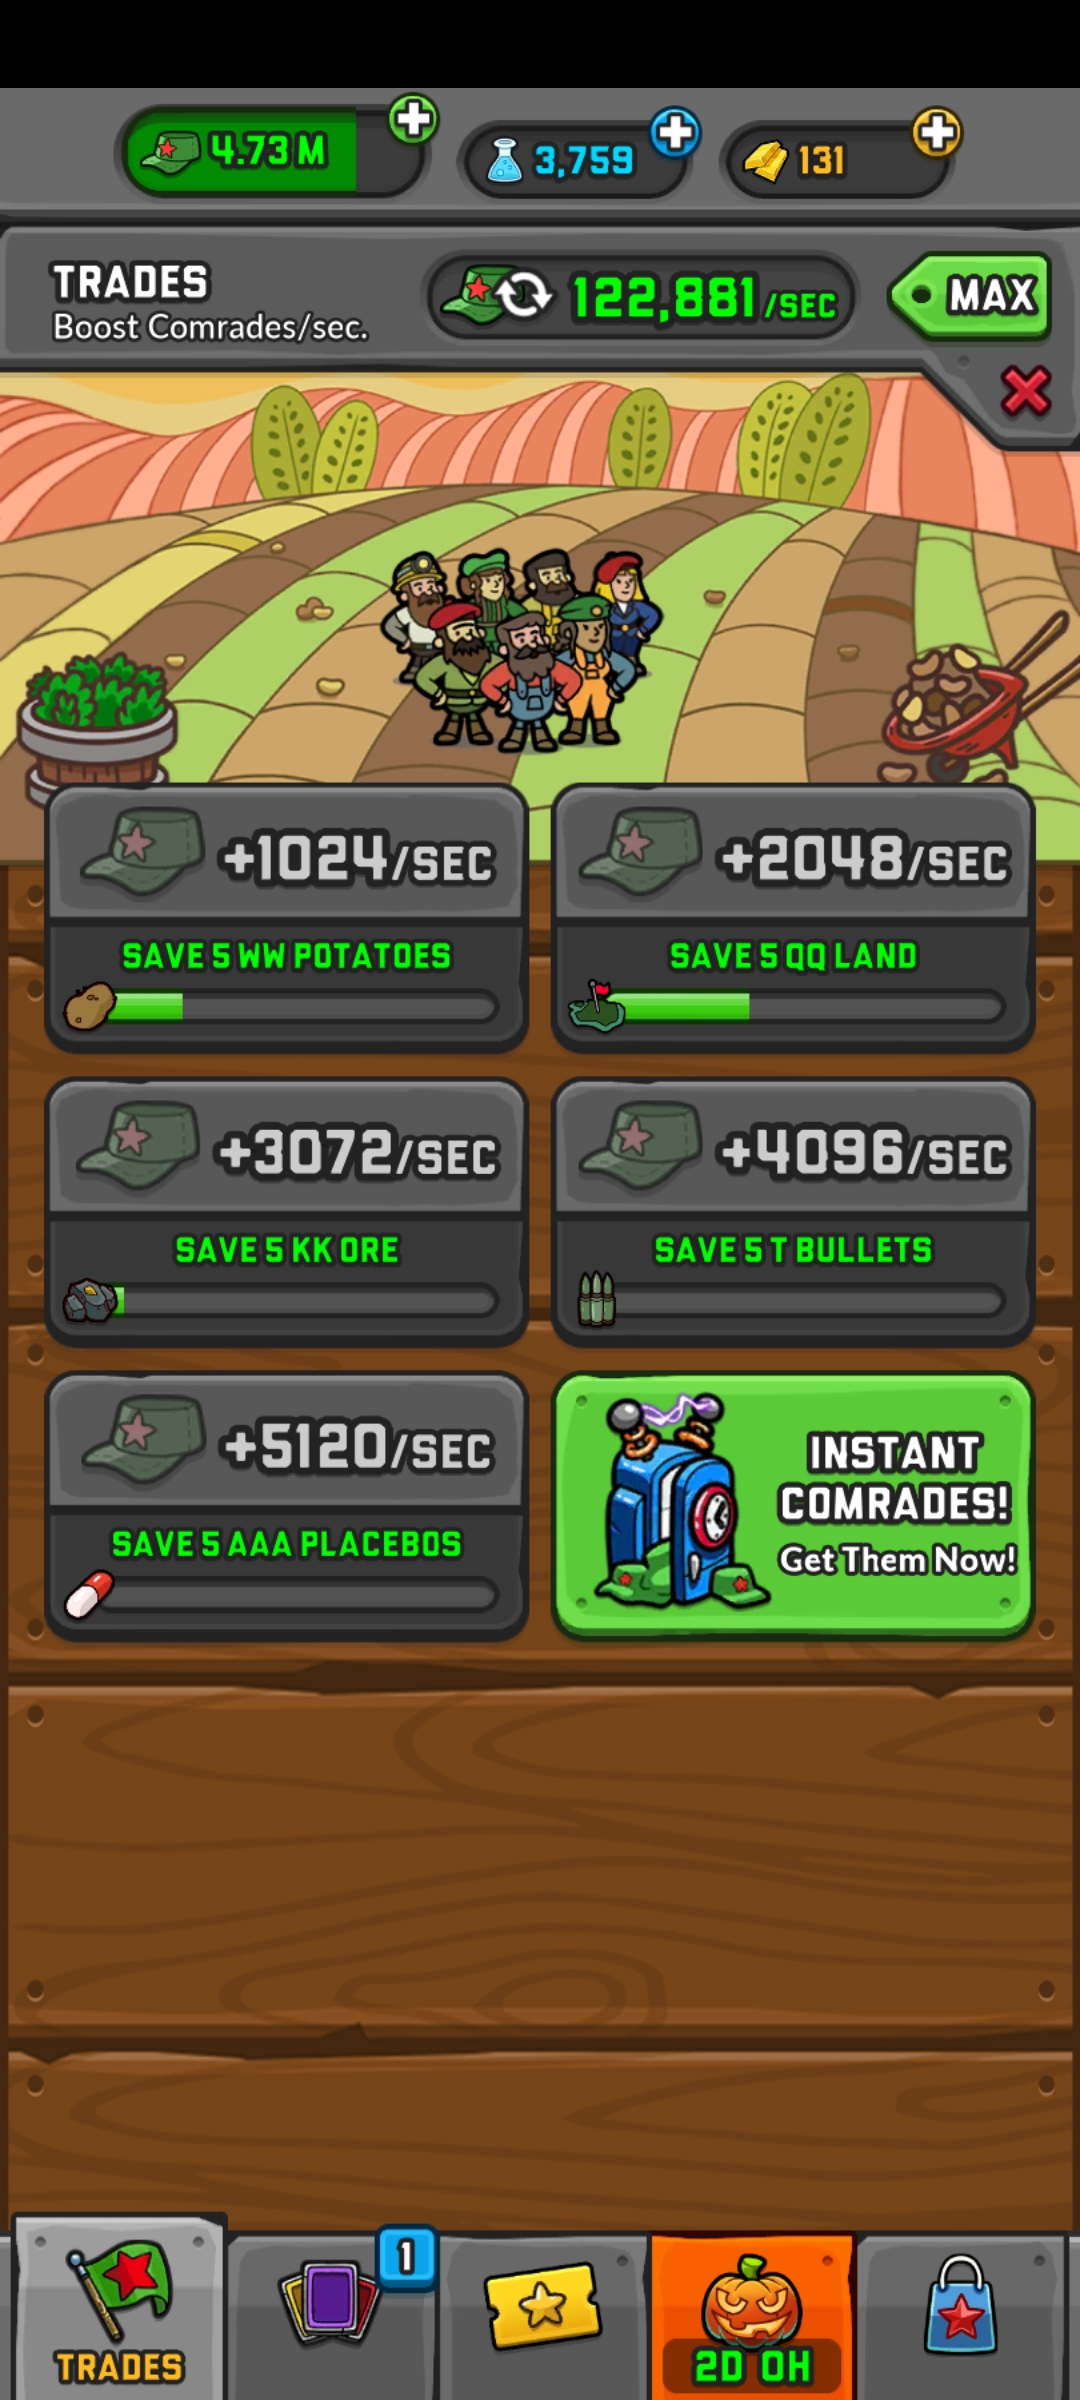 4.73 M
3,759
131
TRADES
Boost Comrades/sec.
122,881/SEC
MAX
+1024/SEC
SAVE 5 WW POTATOES
+2048/SEC
SAVE 5 QQ LAND
+3072/SEC
SAVE 5 KK ORE
+4096/SEC
SAVE 5 T BULLETS
+5120/SEC
SAVE 5 AAA PLACEBOS
INSTANT
COMRADES!
Get Them Now!
1
TRADES
2D 0H